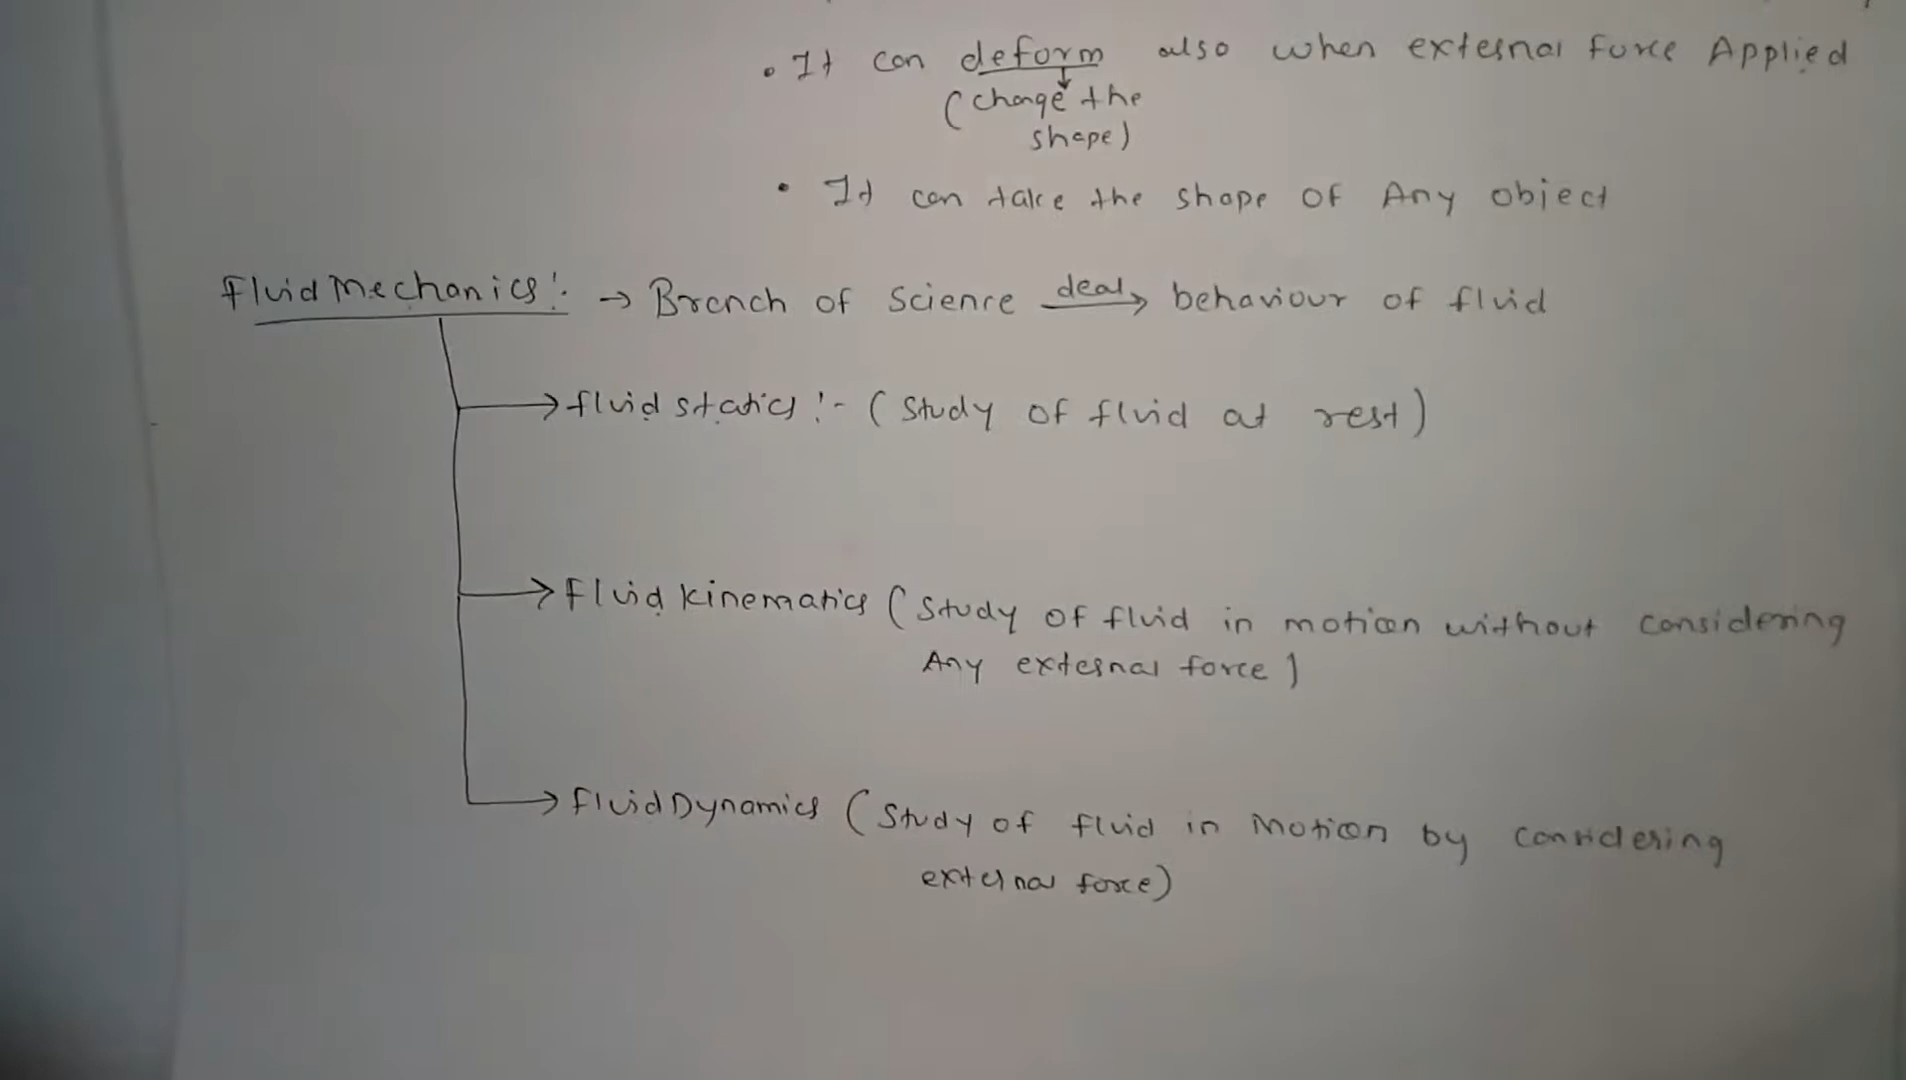 • It can deform also when external force Applied
(change the
shape)
• It can take the shape of Any object
Fluid Mechanics :- → Branch of Science deal → behaviour of fluid
→ fluid statics :- (Study of fluid at rest)
→ Fluid kinematics (Study of fluid in motion without considering
Any external force)
→ Fluid Dynamics (Study of fluid in Motion by considering
external force)